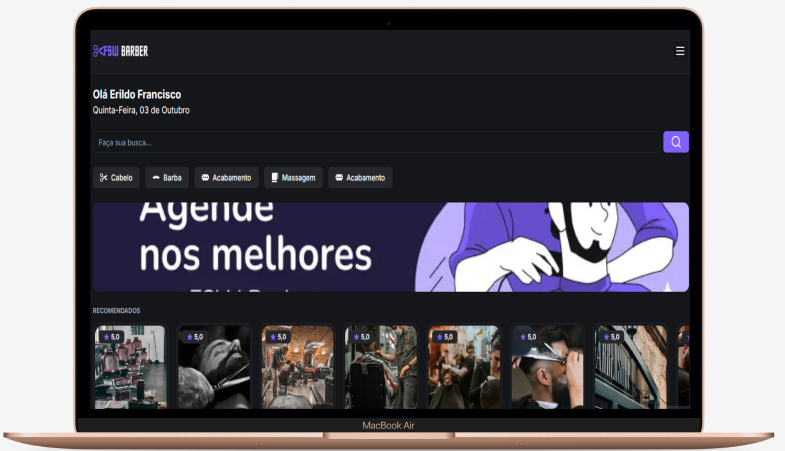 FSW BARBER
Olá Erildo Francisco
Quinta-Feira, 03 de Outubro
Faça sua busca...
Cabelo
Barba
Acabamento
Massagem
Acabamento
Agende
nos melhores
RECOMENDADOS
5,0
5,0
5,0
5,0
5,0
5,0
5,0
MacBook Air